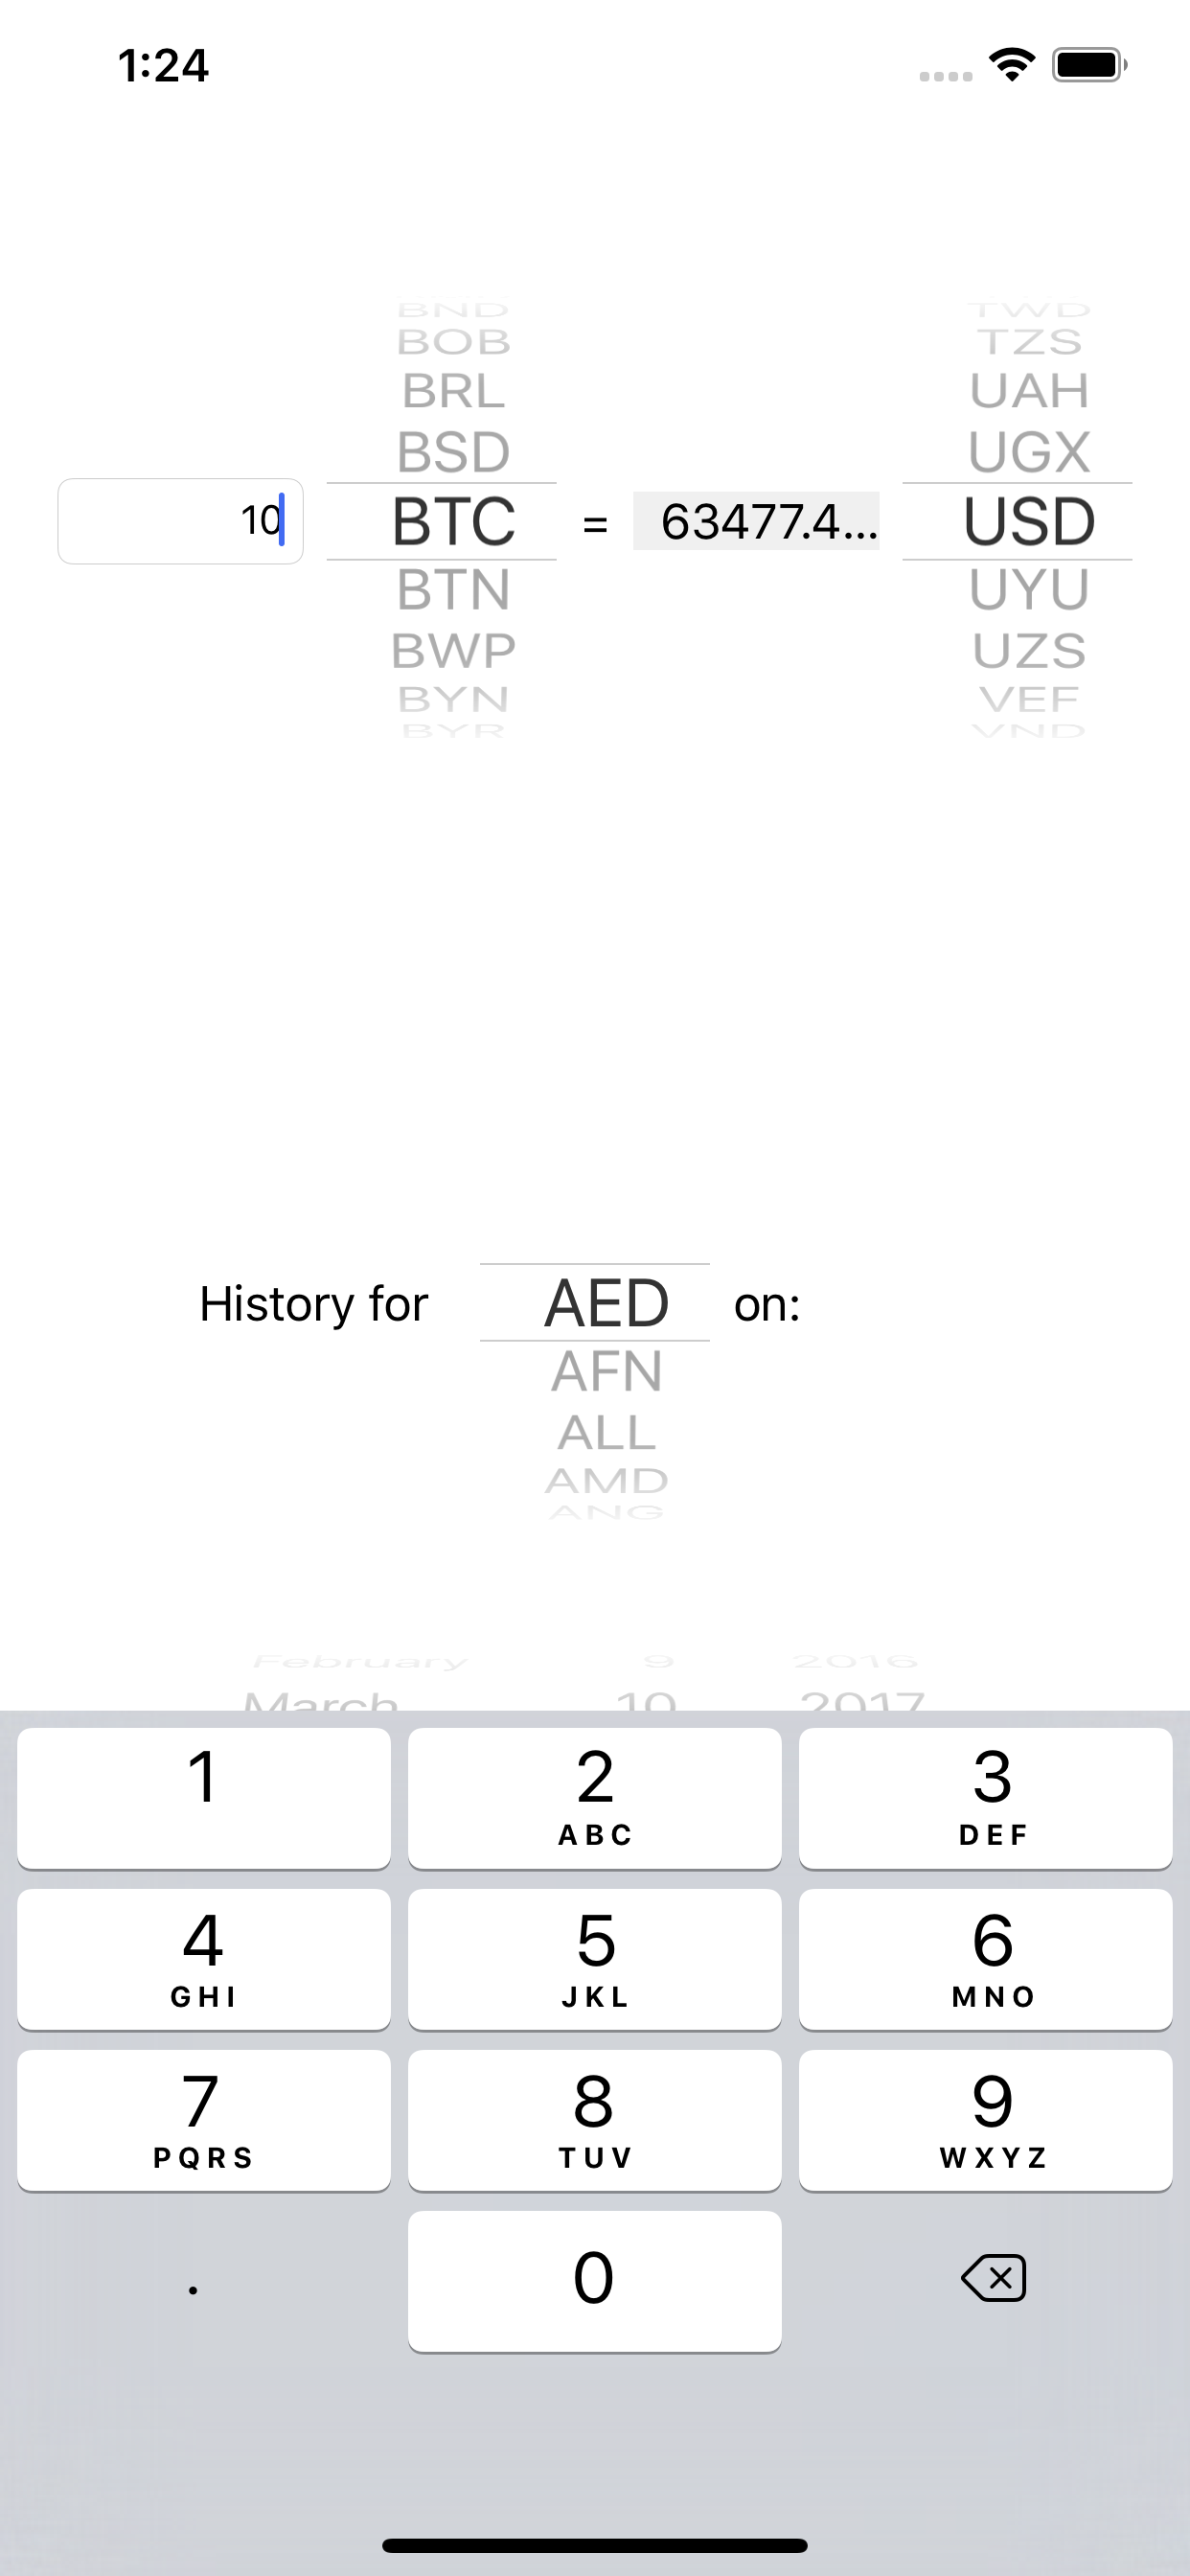 1:24
BND TWD
BOB TZS
BRL UAH
BSD UGX
10 BTC = 63477.4... USD
BTN UYU
BWP UZS
BYN VEF
BYR VND
History for AED on:
AFN
ALL
AMD
ANG
February 9 2016
March 10 2017
1 2 3
ABC DEF
4 5 6
GHI JKL MNO
7 8 9
PQRS TUV WXYZ
. 0